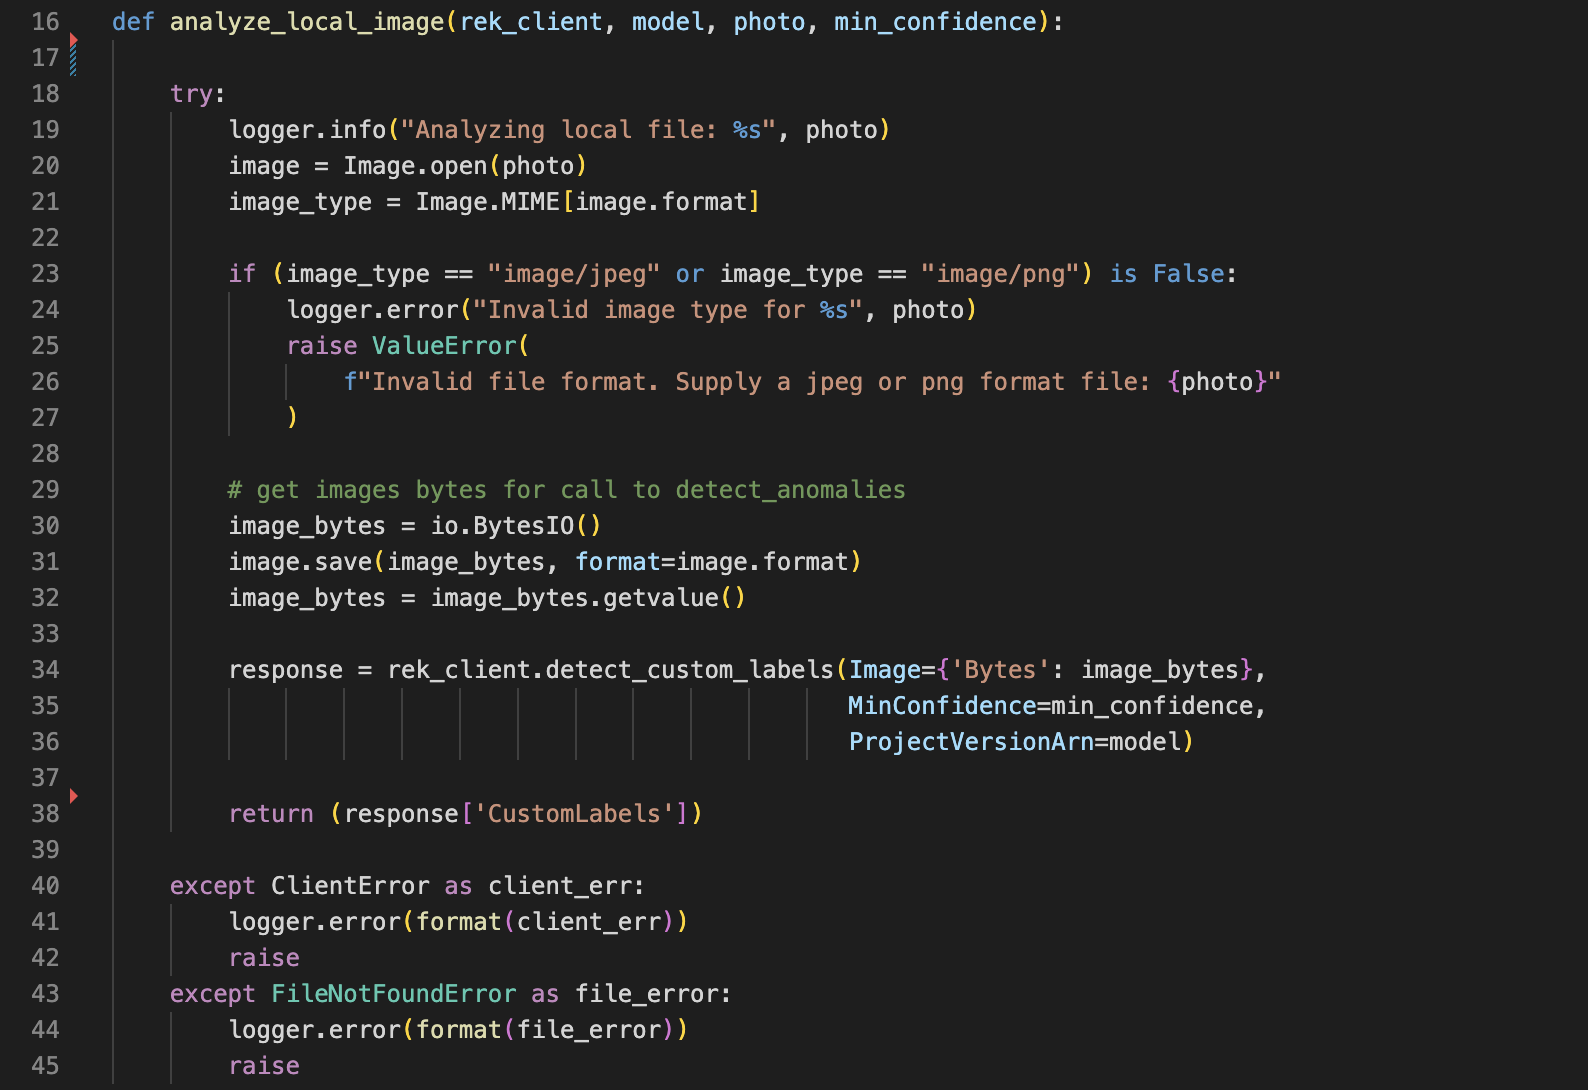 16 def analyze_local_image(rek_client, model, photo, min_confidence):
17
18     try:
19         logger.info("Analyzing local file: %s", photo)
20         image = Image.open(photo)
21         image_type = Image.MIME[image.format]
22
23         if (image_type == "image/jpeg" or image_type == "image/png") is False:
24             logger.error("Invalid image type for %s", photo)
25             raise ValueError(
26                 f"Invalid file format. Supply a jpeg or png format file: {photo}"
27             )
28
29         # get images bytes for call to detect_anomalies
30         image_bytes = io.BytesIO()
31         image.save(image_bytes, format=image.format)
32         image_bytes = image_bytes.getvalue()
33
34         response = rek_client.detect_custom_labels(Image={'Bytes': image_bytes},
35                                                    MinConfidence=min_confidence,
36                                                    ProjectVersionArn=model)
37
38         return (response['CustomLabels'])
39
40     except ClientError as client_err:
41         logger.error(format(client_err))
42         raise
43     except FileNotFoundError as file_error:
44         logger.error(format(file_error))
45         raise